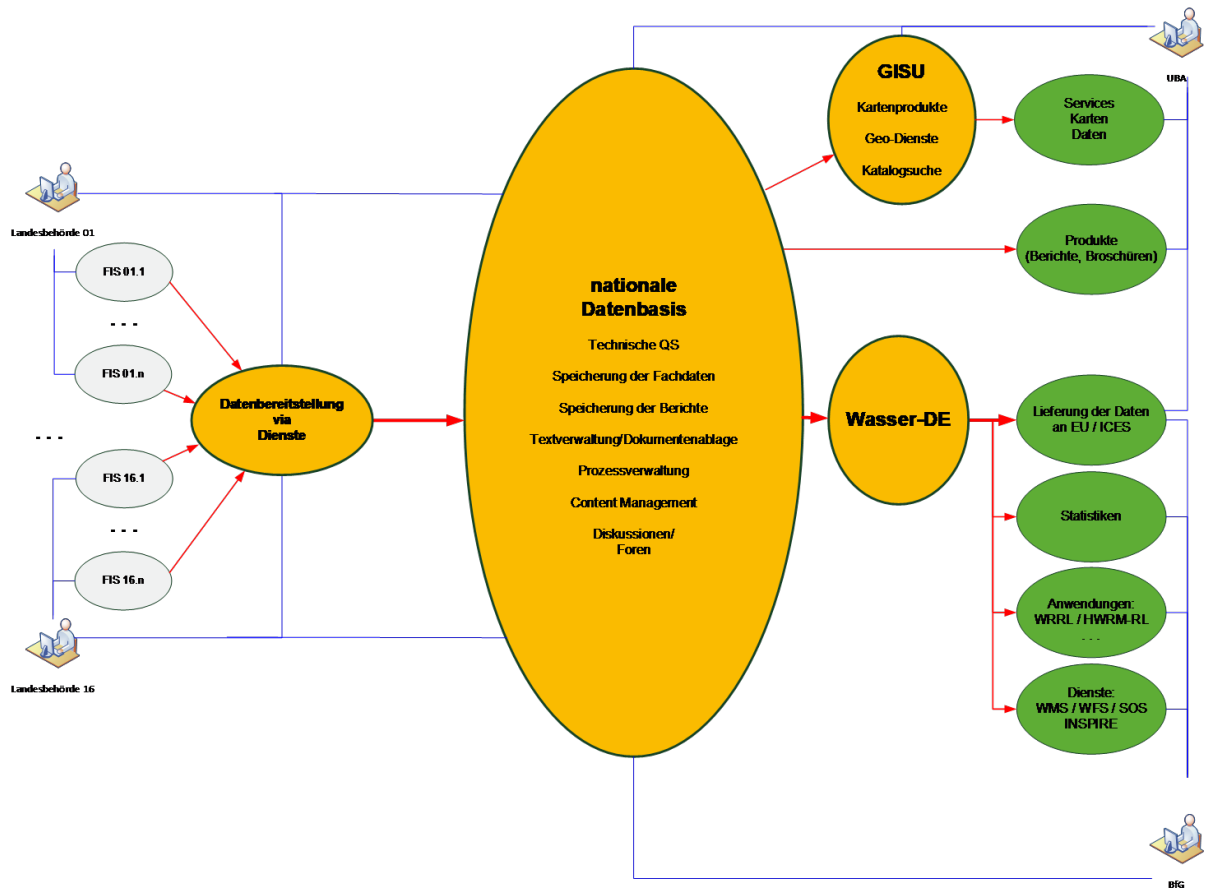 Landesbehörde 01
FIS 01.1
- - -
FIS 01.n
- - -
FIS 16.1
- - -
FIS 16.n
Landesbehörde 16
Datenbereitstellung
via
Dienste
nationale
Datenbasis
Technische QS
Speicherung der Fachdaten
Speicherung der Berichte
Textverwaltung/Dokumentenablage
Prozessverwaltung
Content Management
Diskussionen/
Foren
GISU
Kartenprodukte
Geo-Dienste
Katalogsuche
Wasser-DE
UBA
Services
Karten
Daten
Produkte
(Berichte, Broschüren)
Lieferung der Daten
an EU / ICES
Statistiken
Anwendungen:
WRRL / HWRM-RL
. . .
Dienste:
WMS / WFS / SOS
INSPIRE
BfG